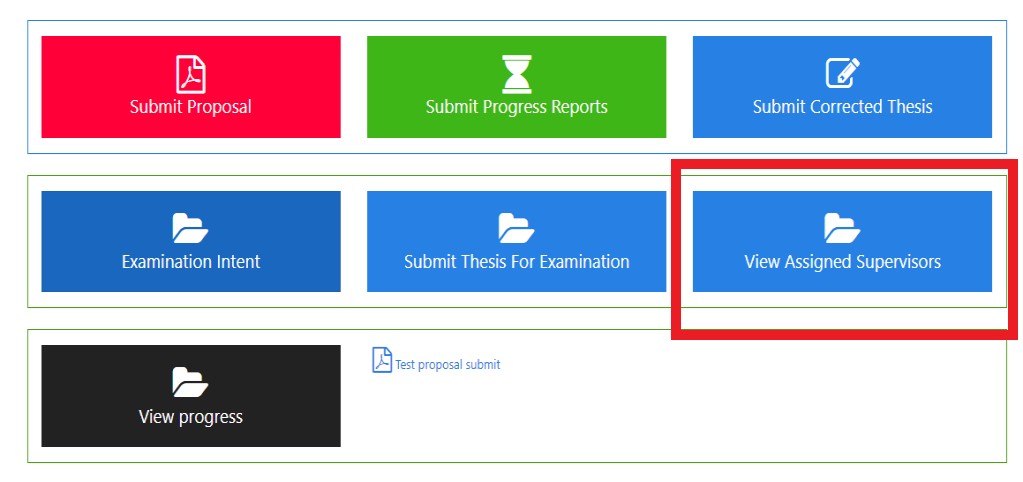 Submit Proposal
Submit Progress Reports
Submit Corrected Thesis
Examination Intent
Submit Thesis For Examination
View Assigned Supervisors
View progress
Test proposal submit